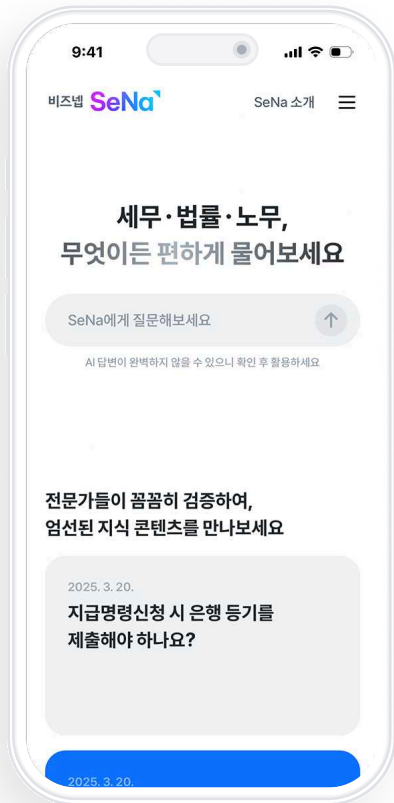 9:41
비즈넵 SeNa
SeNa 소개
세무·법률·노무,
무엇이든 편하게 물어보세요
SeNa에게 질문해보세요
AI 답변이 완벽하지 않을 수 있으니 확인 후 활용하세요
전문가들이 꼼꼼히 검증하여,
엄선된 지식 콘텐츠를 만나보세요
2025. 3. 20.
지급명령신청 시 은행 등기를
제출해야 하나요?
2025. 3. 20.